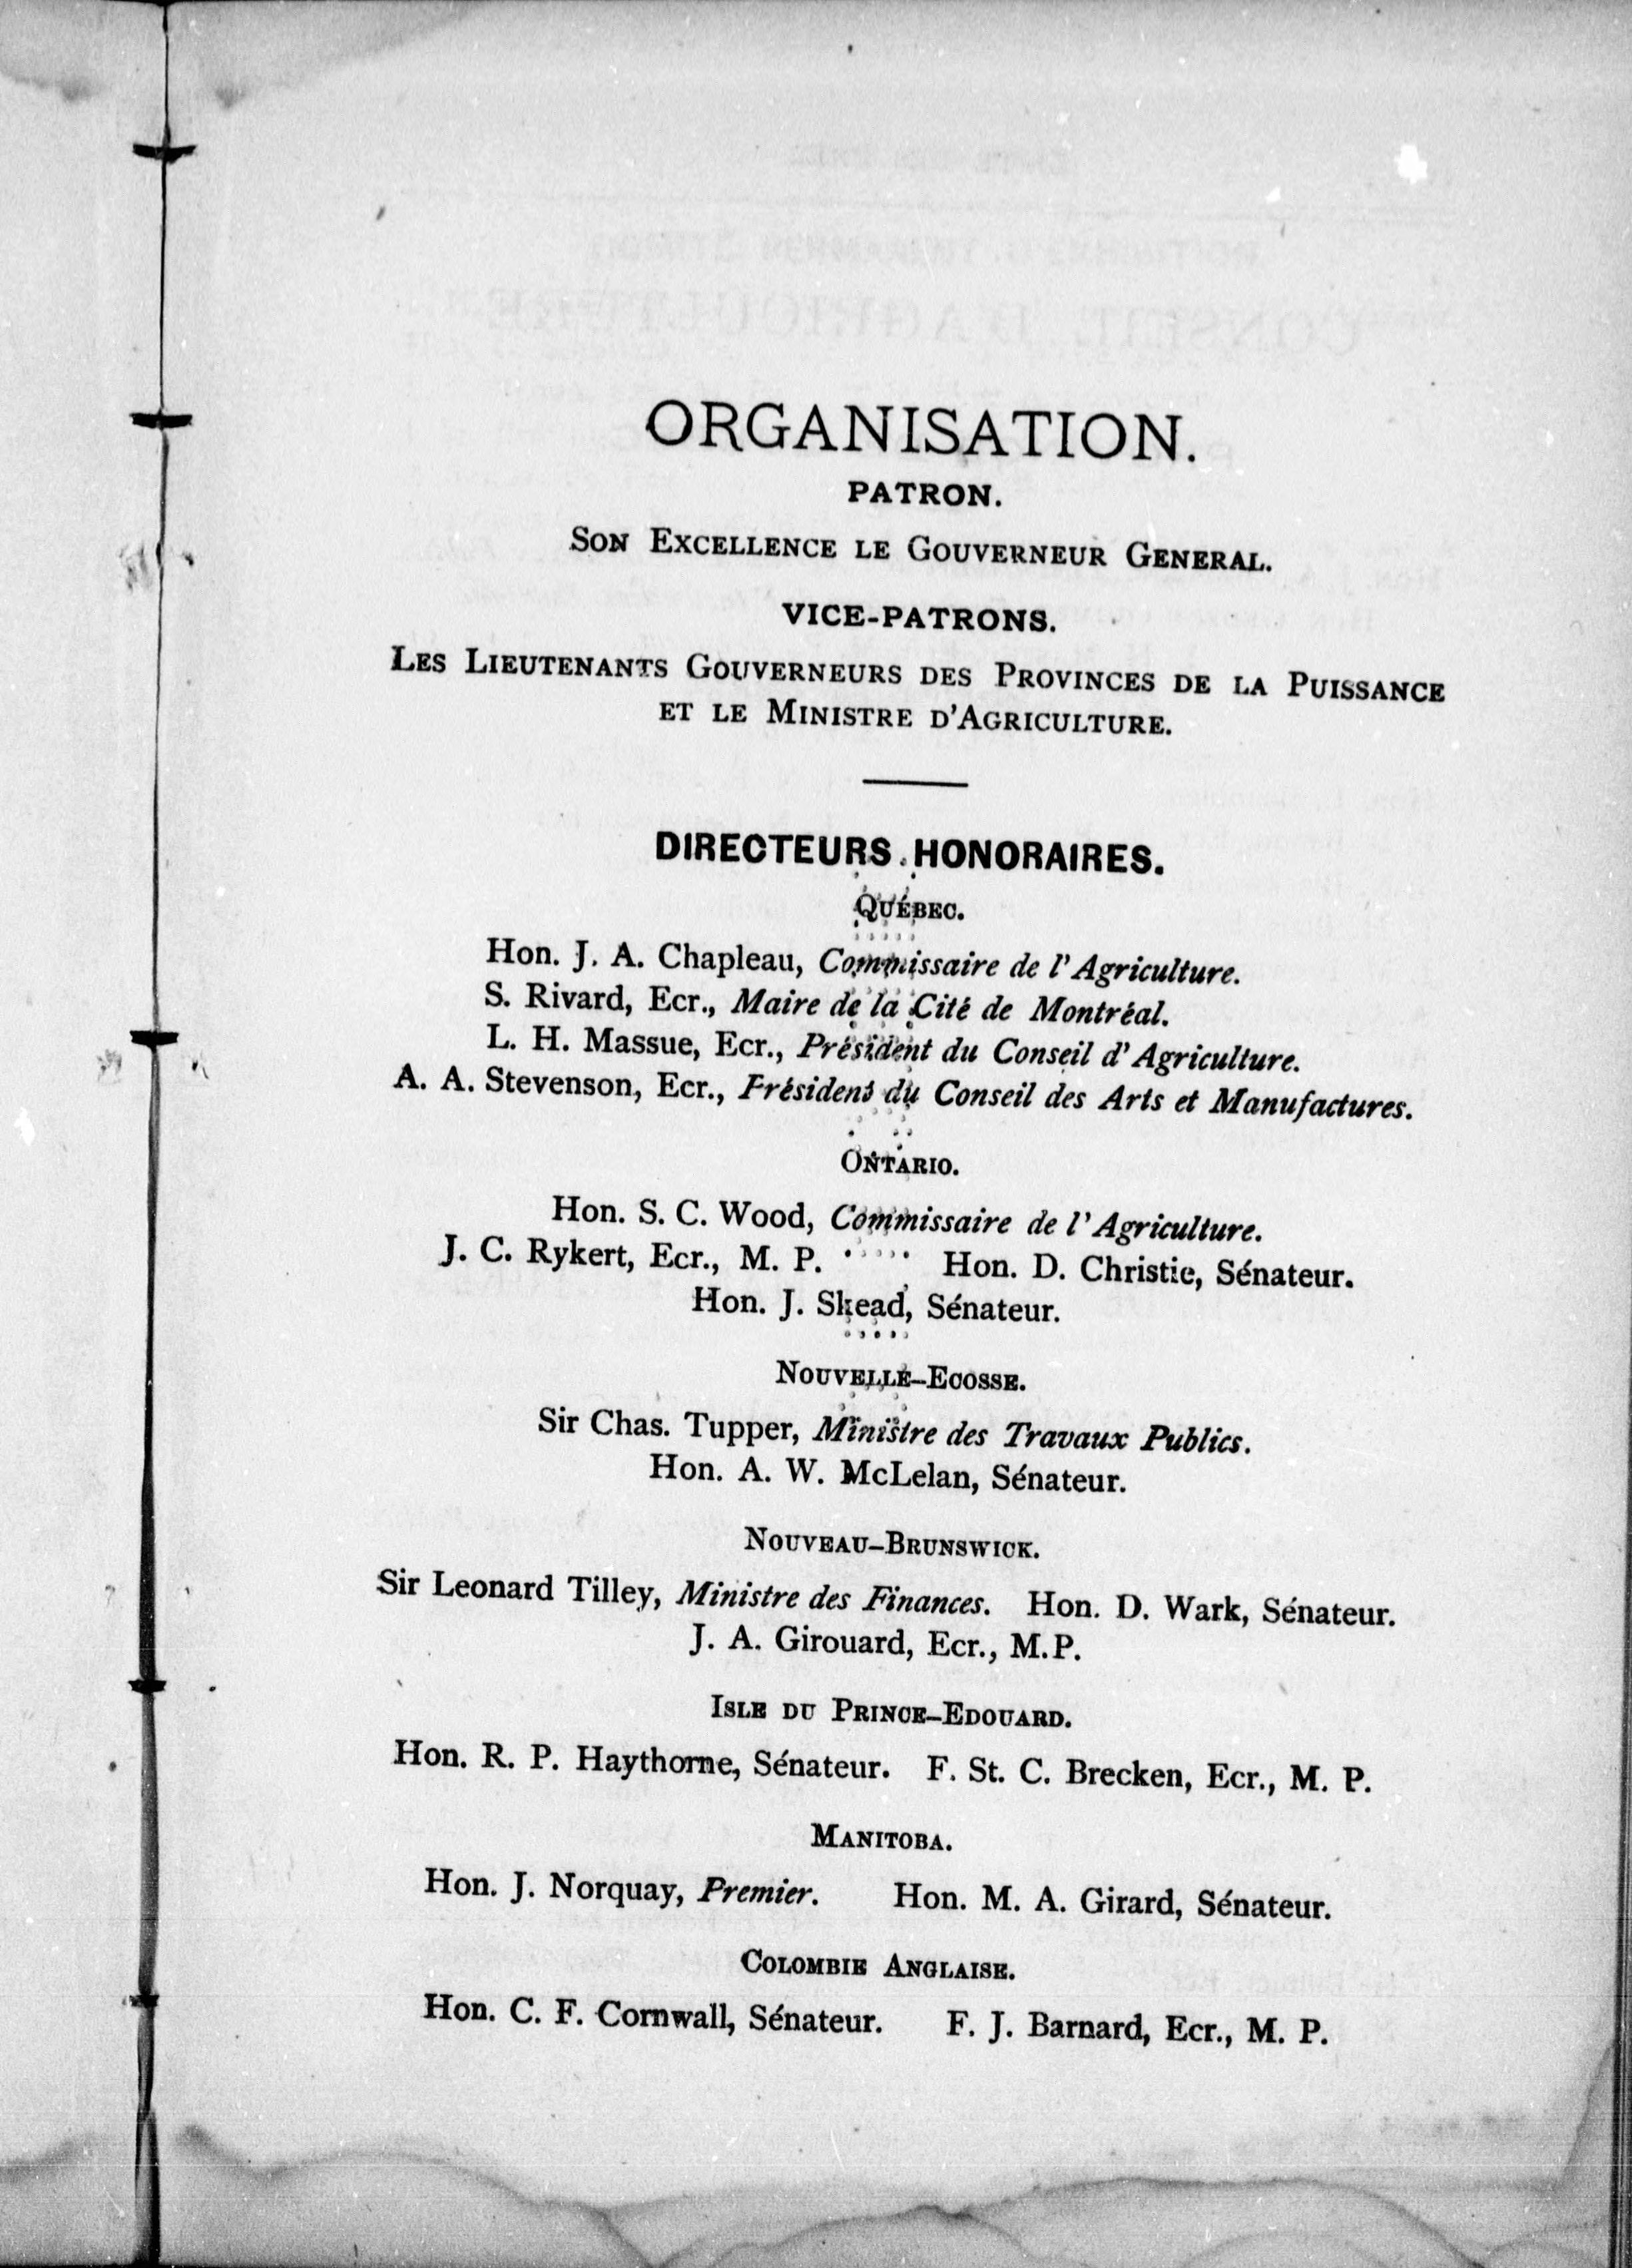 ORGANISATION.
PATRON.
SON EXCELLENCE LE GOUVERNEUR GENERAL.
VICE-PATRONS.
LES LIEUTENANTS GOUVERNEURS DES PROVINCES DE LA PUISSANCE
ET LE MINISTRE D'AGRICULTURE.
DIRECTEURS HONORAIRES.
QUÉBEC.
Hon. J. A. Chapleau, Commissaire de l'Agriculture.
S. Rivard, Ecr., Maire de la Cité de Montréal.
L. H. Massue, Ecr., Président du Conseil d'Agriculture.
A. A. Stevenson, Ecr., Président du Conseil des Arts et Manufactures.
ONTARIO.
Hon. S. C. Wood, Commissaire de l'Agriculture.
J. C. Rykert, Ecr., M. P. Hon. D. Christie, Sénateur.
Hon. J. Skead, Sénateur.
NOUVELLE-ECOSSE.
Sir Chas. Tupper, Ministre des Travaux Publics.
Hon. A. W. McLelan, Sénateur.
NOUVEAU-BRUNSWICK.
Sir Leonard Tilley, Ministre des Finances. Hon. D. Wark, Sénateur.
J. A. Girouard, Ecr., M.P.
ISLE DU PRINCE-EDOUARD.
Hon. R. P. Haythorne, Sénateur. F. St. C. Brecken, Ecr., M. P.
MANITOBA.
Hon. J. Norquay, Premier. Hon. M. A. Girard, Sénateur.
COLOMBIE ANGLAISE.
Hon. C. F. Cornwall, Sénateur. F. J. Barnard, Ecr., M. P.